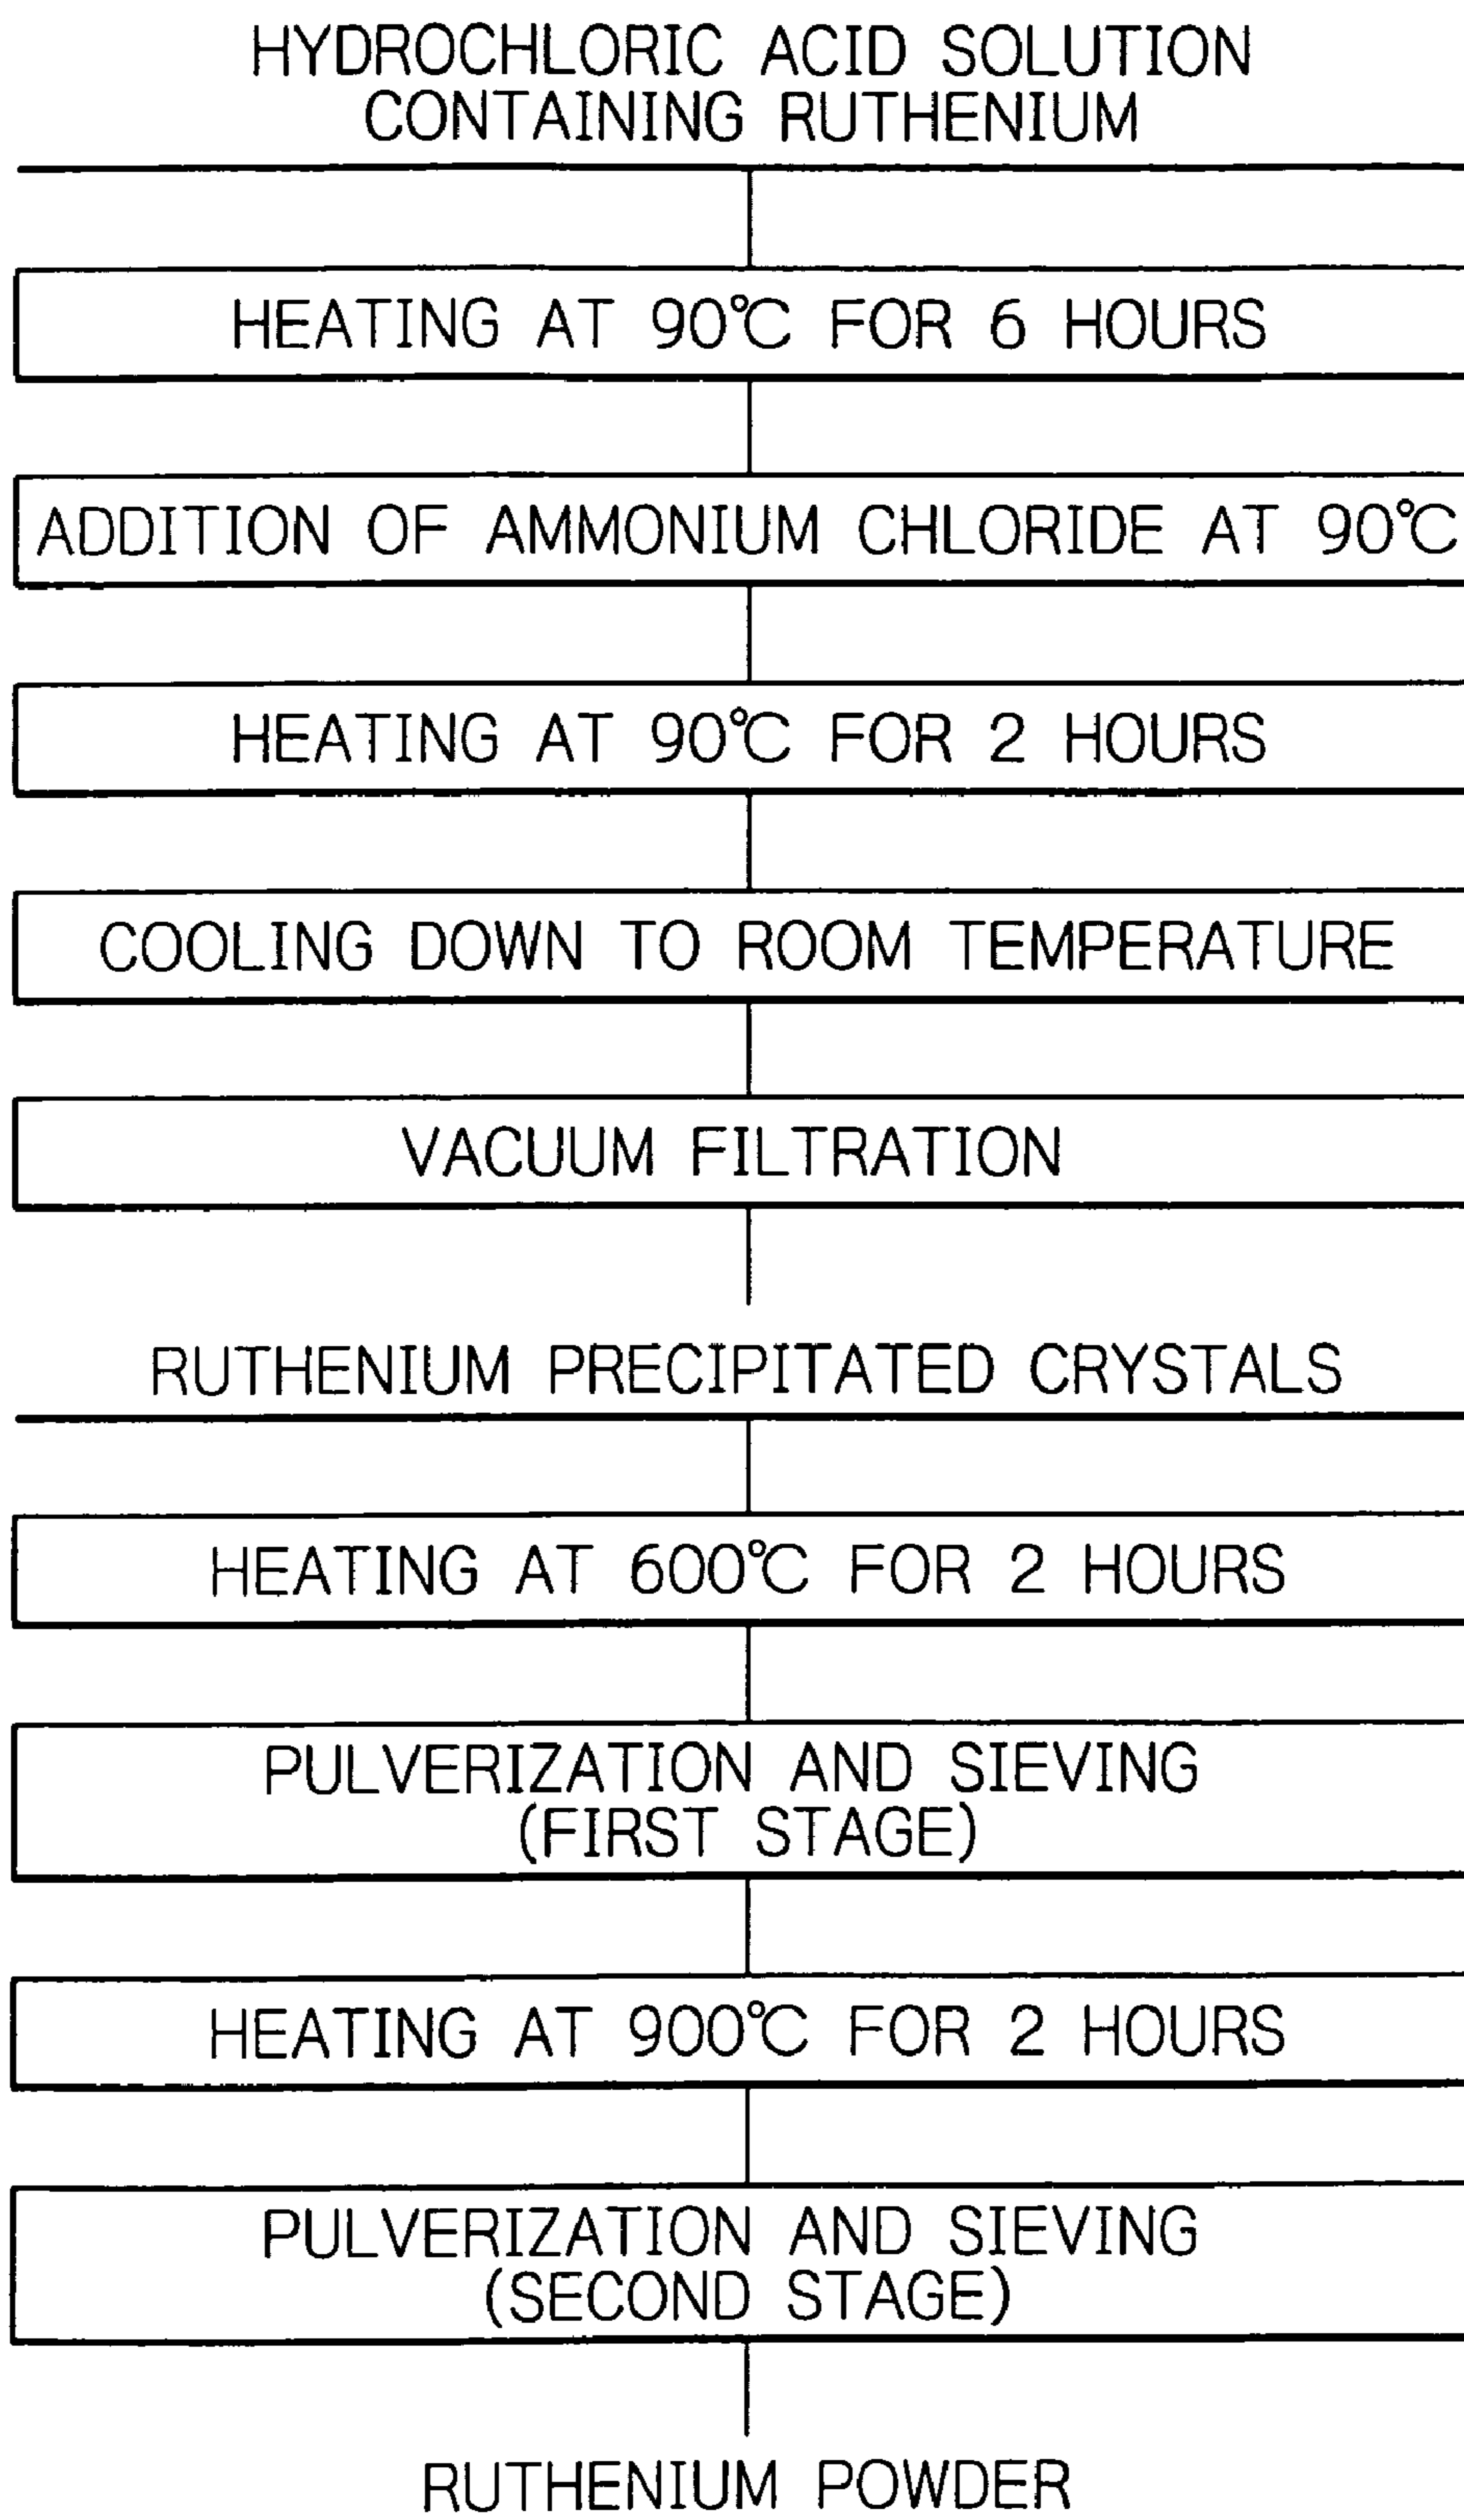 HYDROCHLORIC ACID SOLUTION
CONTAINING RUTHENIUM
HEATING AT 90℃ FOR 6 HOURS
ADDITION OF AMMONIUM CHLORIDE AT 90℃
HEATING AT 90℃ FOR 2 HOURS
COOLING DOWN TO ROOM TEMPERATURE
VACUUM FILTRATION
RUTHENIUM PRECIPITATED CRYSTALS
HEATING AT 600℃ FOR 2 HOURS
PULVERIZATION AND SIEVING
(FIRST STAGE)
HEATING AT 900℃ FOR 2 HOURS
PULVERIZATION AND SIEVING
(SECOND STAGE)
RUTHENIUM POWDER